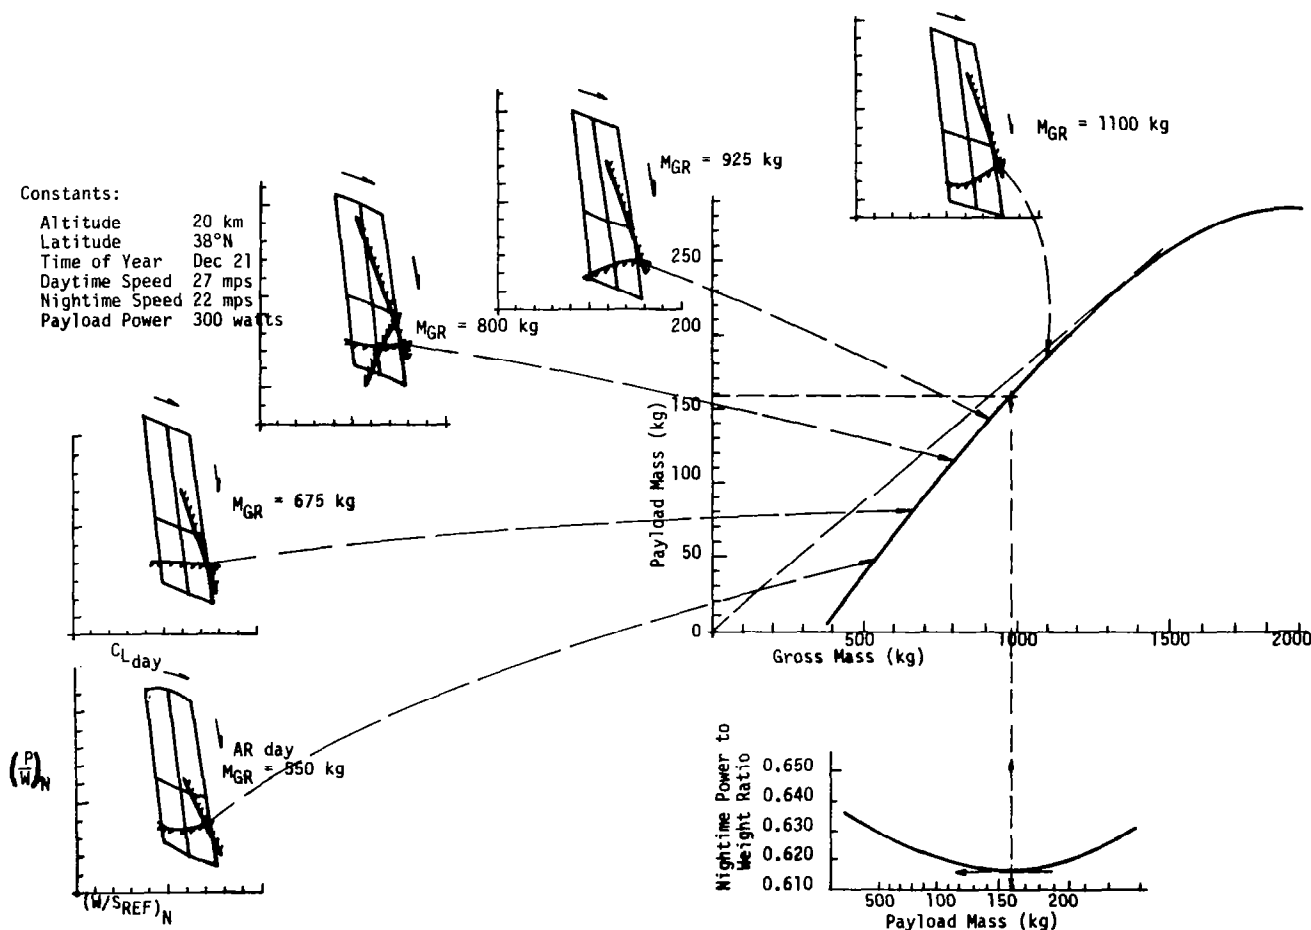 Constants:
Altitude 20 km
Latitude 38°N
Time of Year Dec 21
Daytime Speed 27 mps
Nightime Speed 22 mps
Payload Power 300 watts
M_GR = 1100 kg
M_GR = 925 kg
M_GR = 800 kg
M_GR = 675 kg
C_L day
AR day
M_GR = 550 kg
(P/W)_N
(W/S_REF)_N
Payload Mass (kg)
250
200
150
100
50
0
500 1000 1500 2000
Gross Mass (kg)
Nightime Power to
Weight Ratio
0.650
0.640
0.630
0.620
0.610
500 100 150 200
Payload Mass (kg)